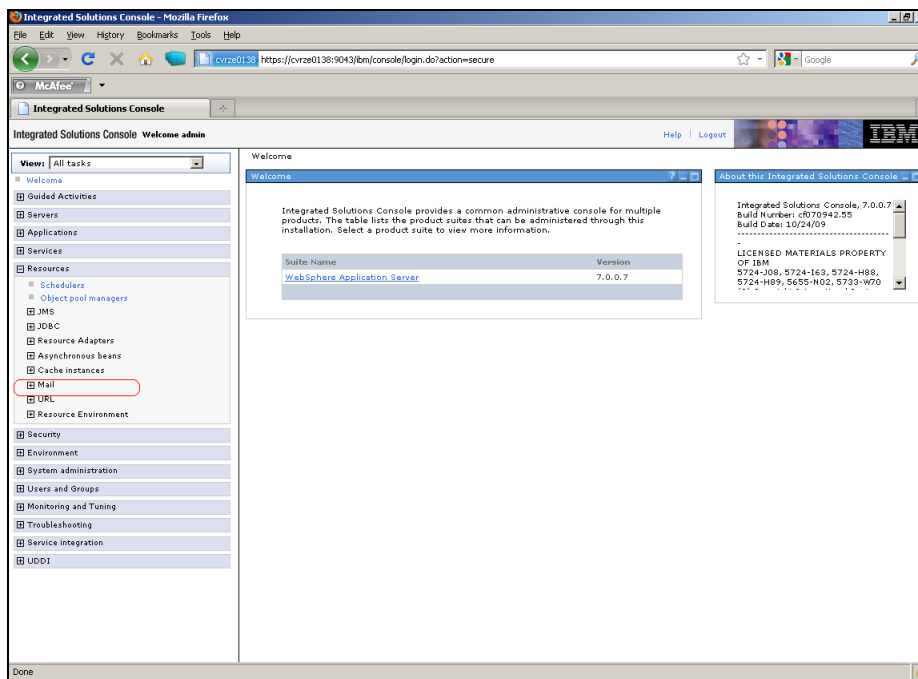 Integrated Solutions Console - Mozilla Firefox
File Edit View History Bookmarks Tools Help
cvrze0138 https://cvrze0138:9043/ibm/console/login.do?action=secure
Google
McAfee
Integrated Solutions Console
Integrated Solutions Console Welcome admin
Help | Logout
IBM
View: All tasks
Welcome
Guided Activities
Servers
Applications
Services
Resources
Schedulers
Object pool managers
JMS
JDBC
Resource Adapters
Asynchronous beans
Cache instances
Mail
URL
Resource Environment
Security
Environment
System administration
Users and Groups
Monitoring and Tuning
Troubleshooting
Service integration
UDDI
Welcome
Welcome
Integrated Solutions Console provides a common administrative console for multiple
products. The table lists the product suites that can be administered through this
installation. Select a product suite to view more information.
Suite Name Version
WebSphere Application Server 7.0.0.7
About this Integrated Solutions Console
Integrated Solutions Console, 7.0.0.7
Build Number: cf070942.55
Build Date: 10/24/09
----------------------------------
-
LICENSED MATERIALS PROPERTY
OF IBM
5724-J08, 5724-I63, 5724-H88,
5724-H89, 5655-N02, 5733-W70
Done